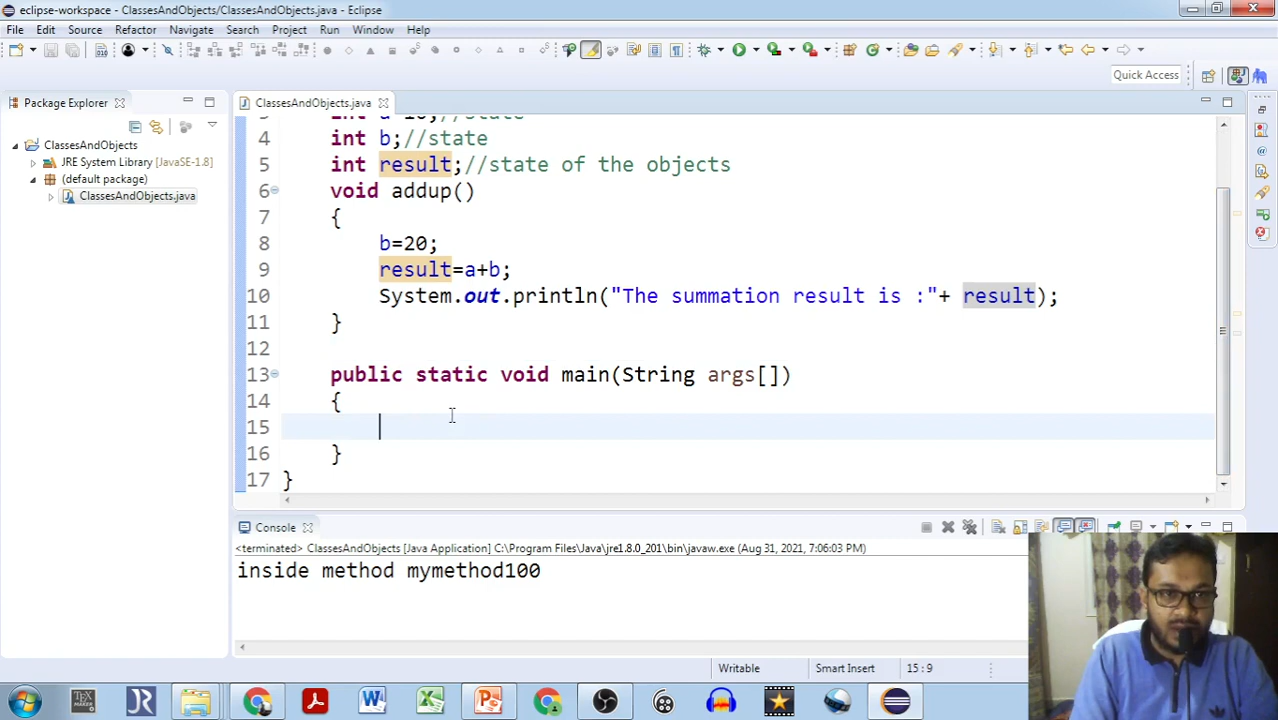 eclipse-workspace - ClassesAndObjects/ClassesAndObjects.java - Eclipse
File Edit Source Refactor Navigate Search Project Run Window Help
Quick Access
Package Explorer
ClassesAndObjects
JRE System Library [JavaSE-1.8]
(default package)
ClassesAndObjects.java
ClassesAndObjects.java
4 int b;//state
5 int result;//state of the objects
6 void addup()
7 {
8 b=20;
9 result=a+b;
10 System.out.println("The summation result is :"+ result);
11 }
12
13 public static void main(String args[])
14 {
15
16 }
17 }
Console
<terminated> ClassesAndObjects [Java Application] C:\Program Files\Java\jre1.8.0_201\bin\javaw.exe (Aug 31, 2021, 7:06:03 PM)
inside method mymethod100
Writable Smart Insert 15 : 9